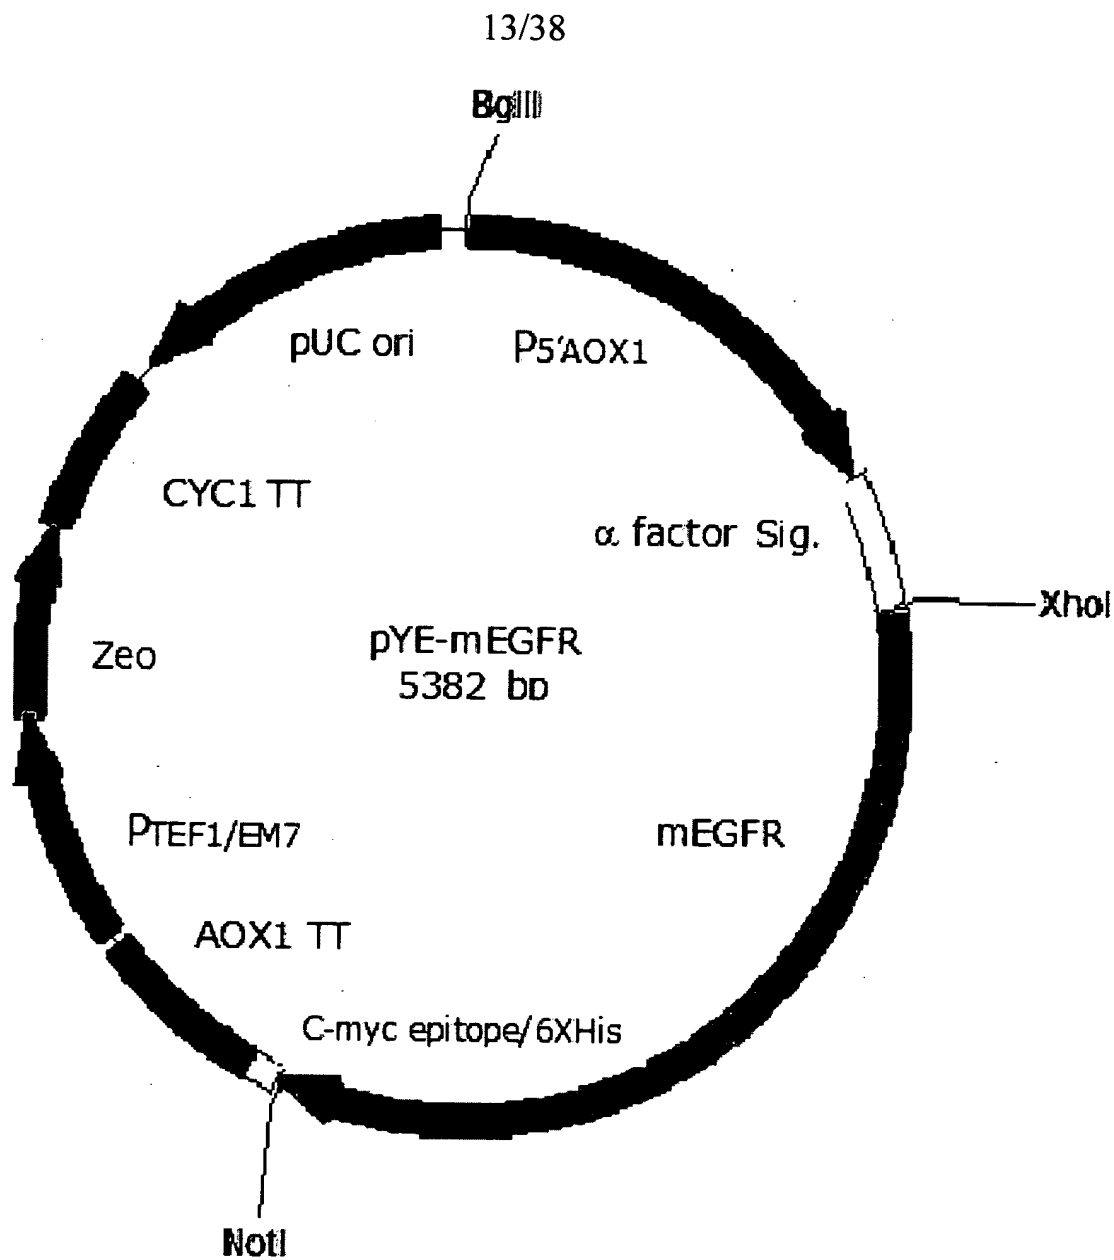 13/38
BglII
pUC ori
P5'AOX1
CYC1 TT
α factor Sig.
XhoI
pYE-mEGFR
5382 bp
Zeo
PTEF1/EM7
mEGFR
AOX1 TT
C-myc epitope/6XHis
NotI